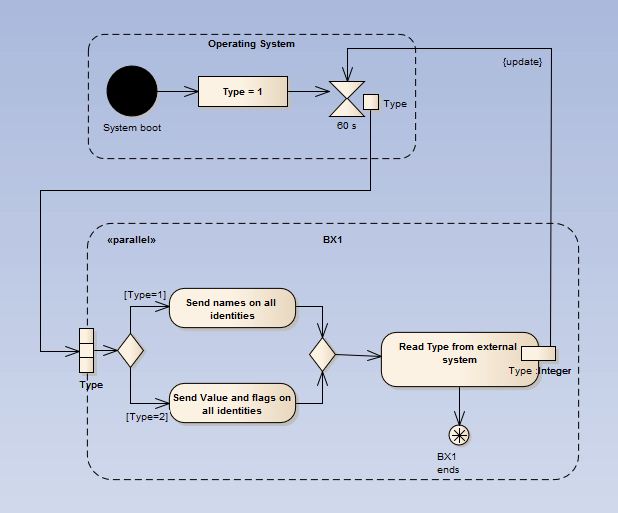 Operating System
{update}
Type = 1
Type
System boot
60 s
«parallel»
BX1
[Type=1]
Send names on all
identities
Read Type from external
system
Type :Integer
Type
Send Value and flags on
all identities
[Type=2]
BX1
ends